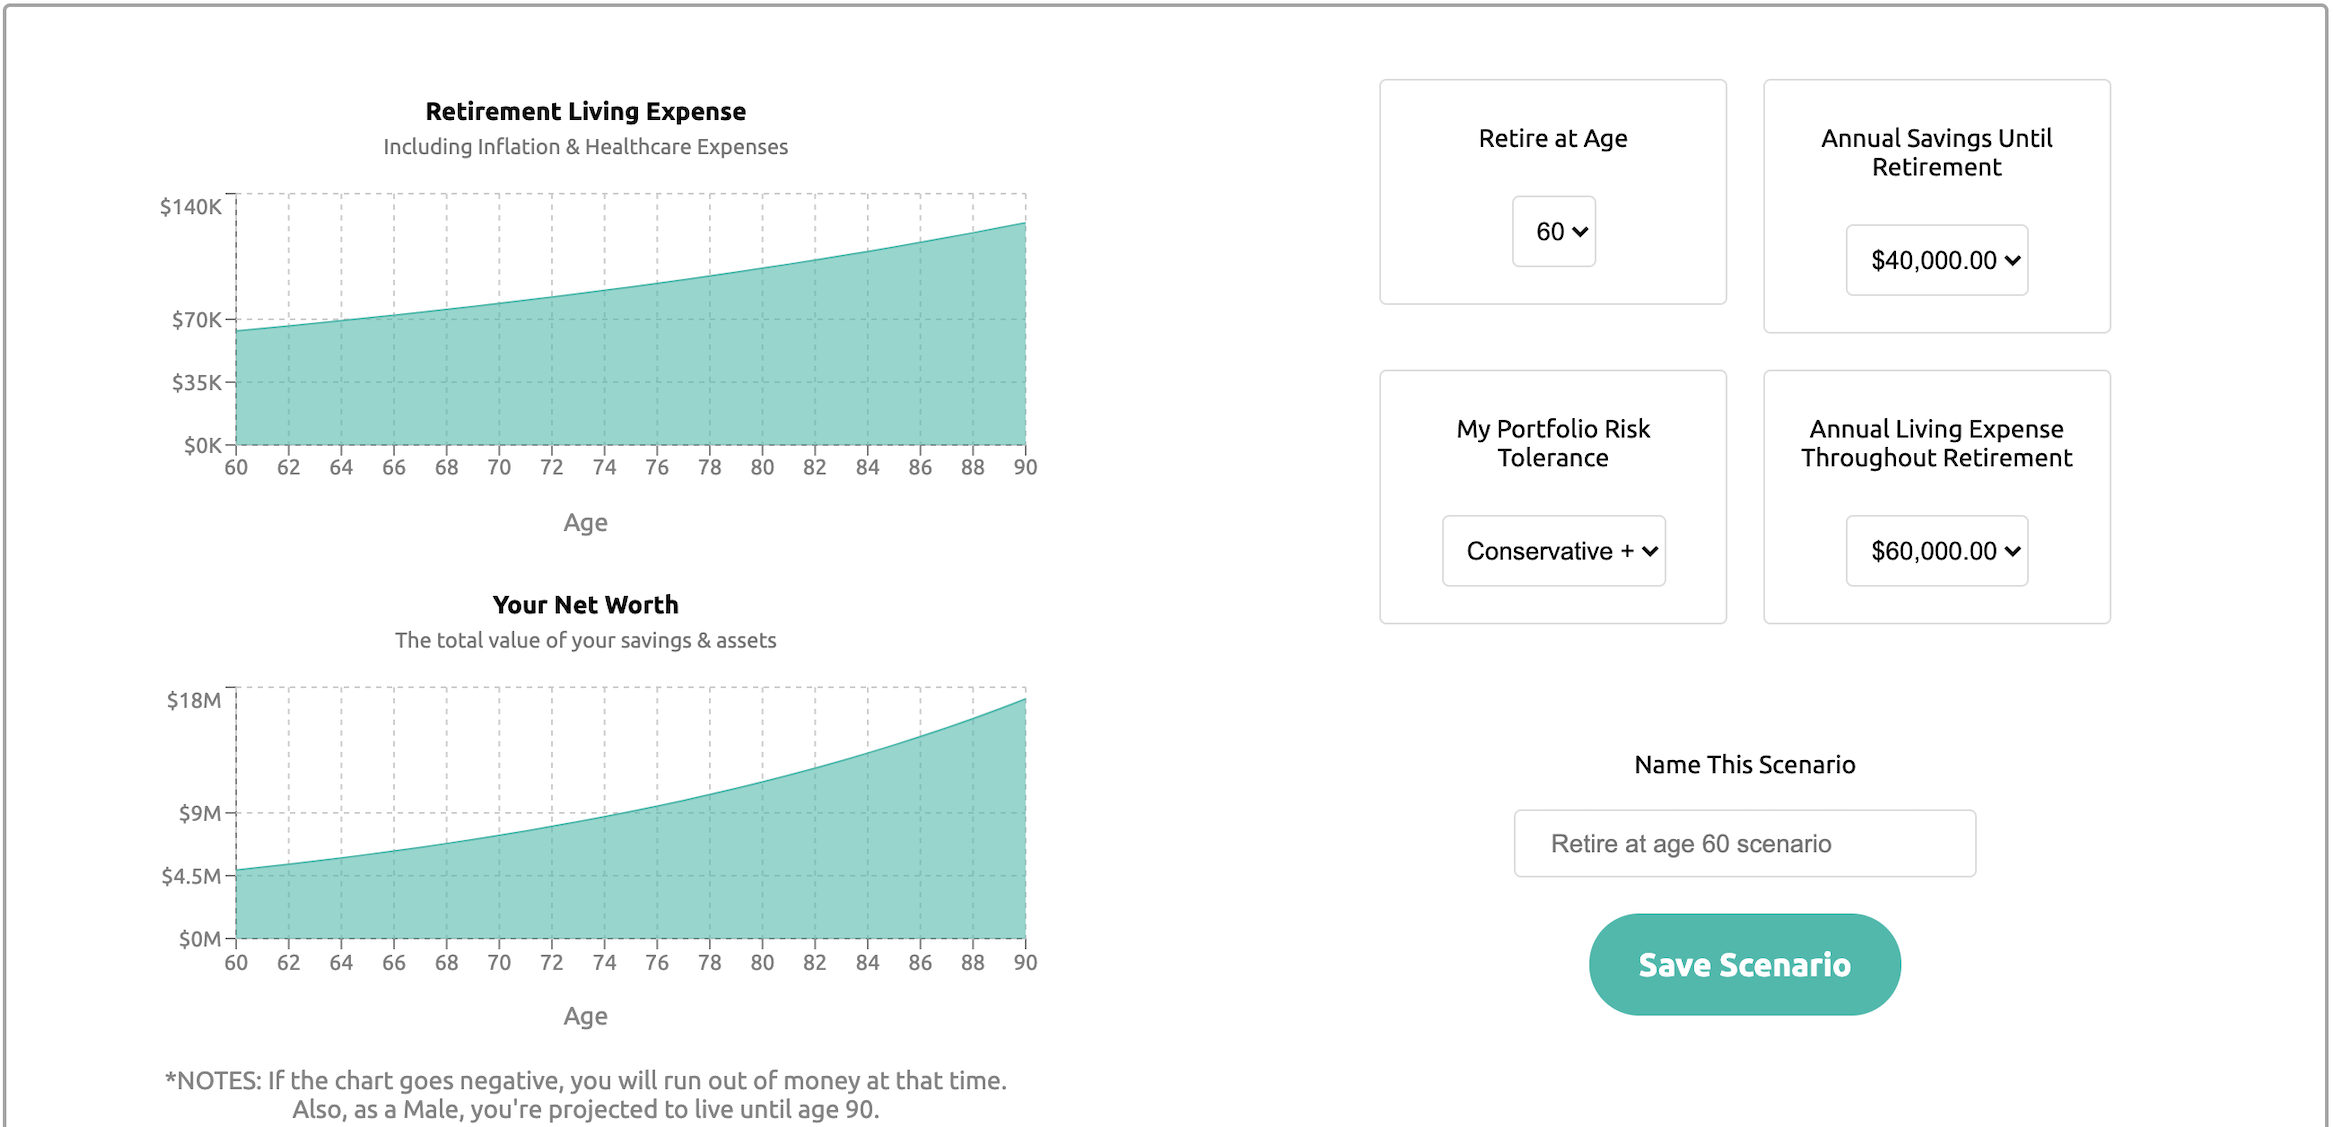 Retirement Living Expense
Including Inflation & Healthcare Expenses
$140K
$70K
$35K
$0K
60 62 64 66 68 70 72 74 76 78 80 82 84 86 88 90
Age
Your Net Worth
The total value of your savings & assets
$18M
$9M
$4.5M
$0M
60 62 64 66 68 70 72 74 76 78 80 82 84 86 88 90
Age
*NOTES: If the chart goes negative, you will run out of money at that time.
Also, as a Male, you're projected to live until age 90.
Retire at Age
60
Annual Savings Until
Retirement
$40,000.00
My Portfolio Risk
Tolerance
Conservative +
Annual Living Expense
Throughout Retirement
$60,000.00
Name This Scenario
Retire at age 60 scenario
Save Scenario